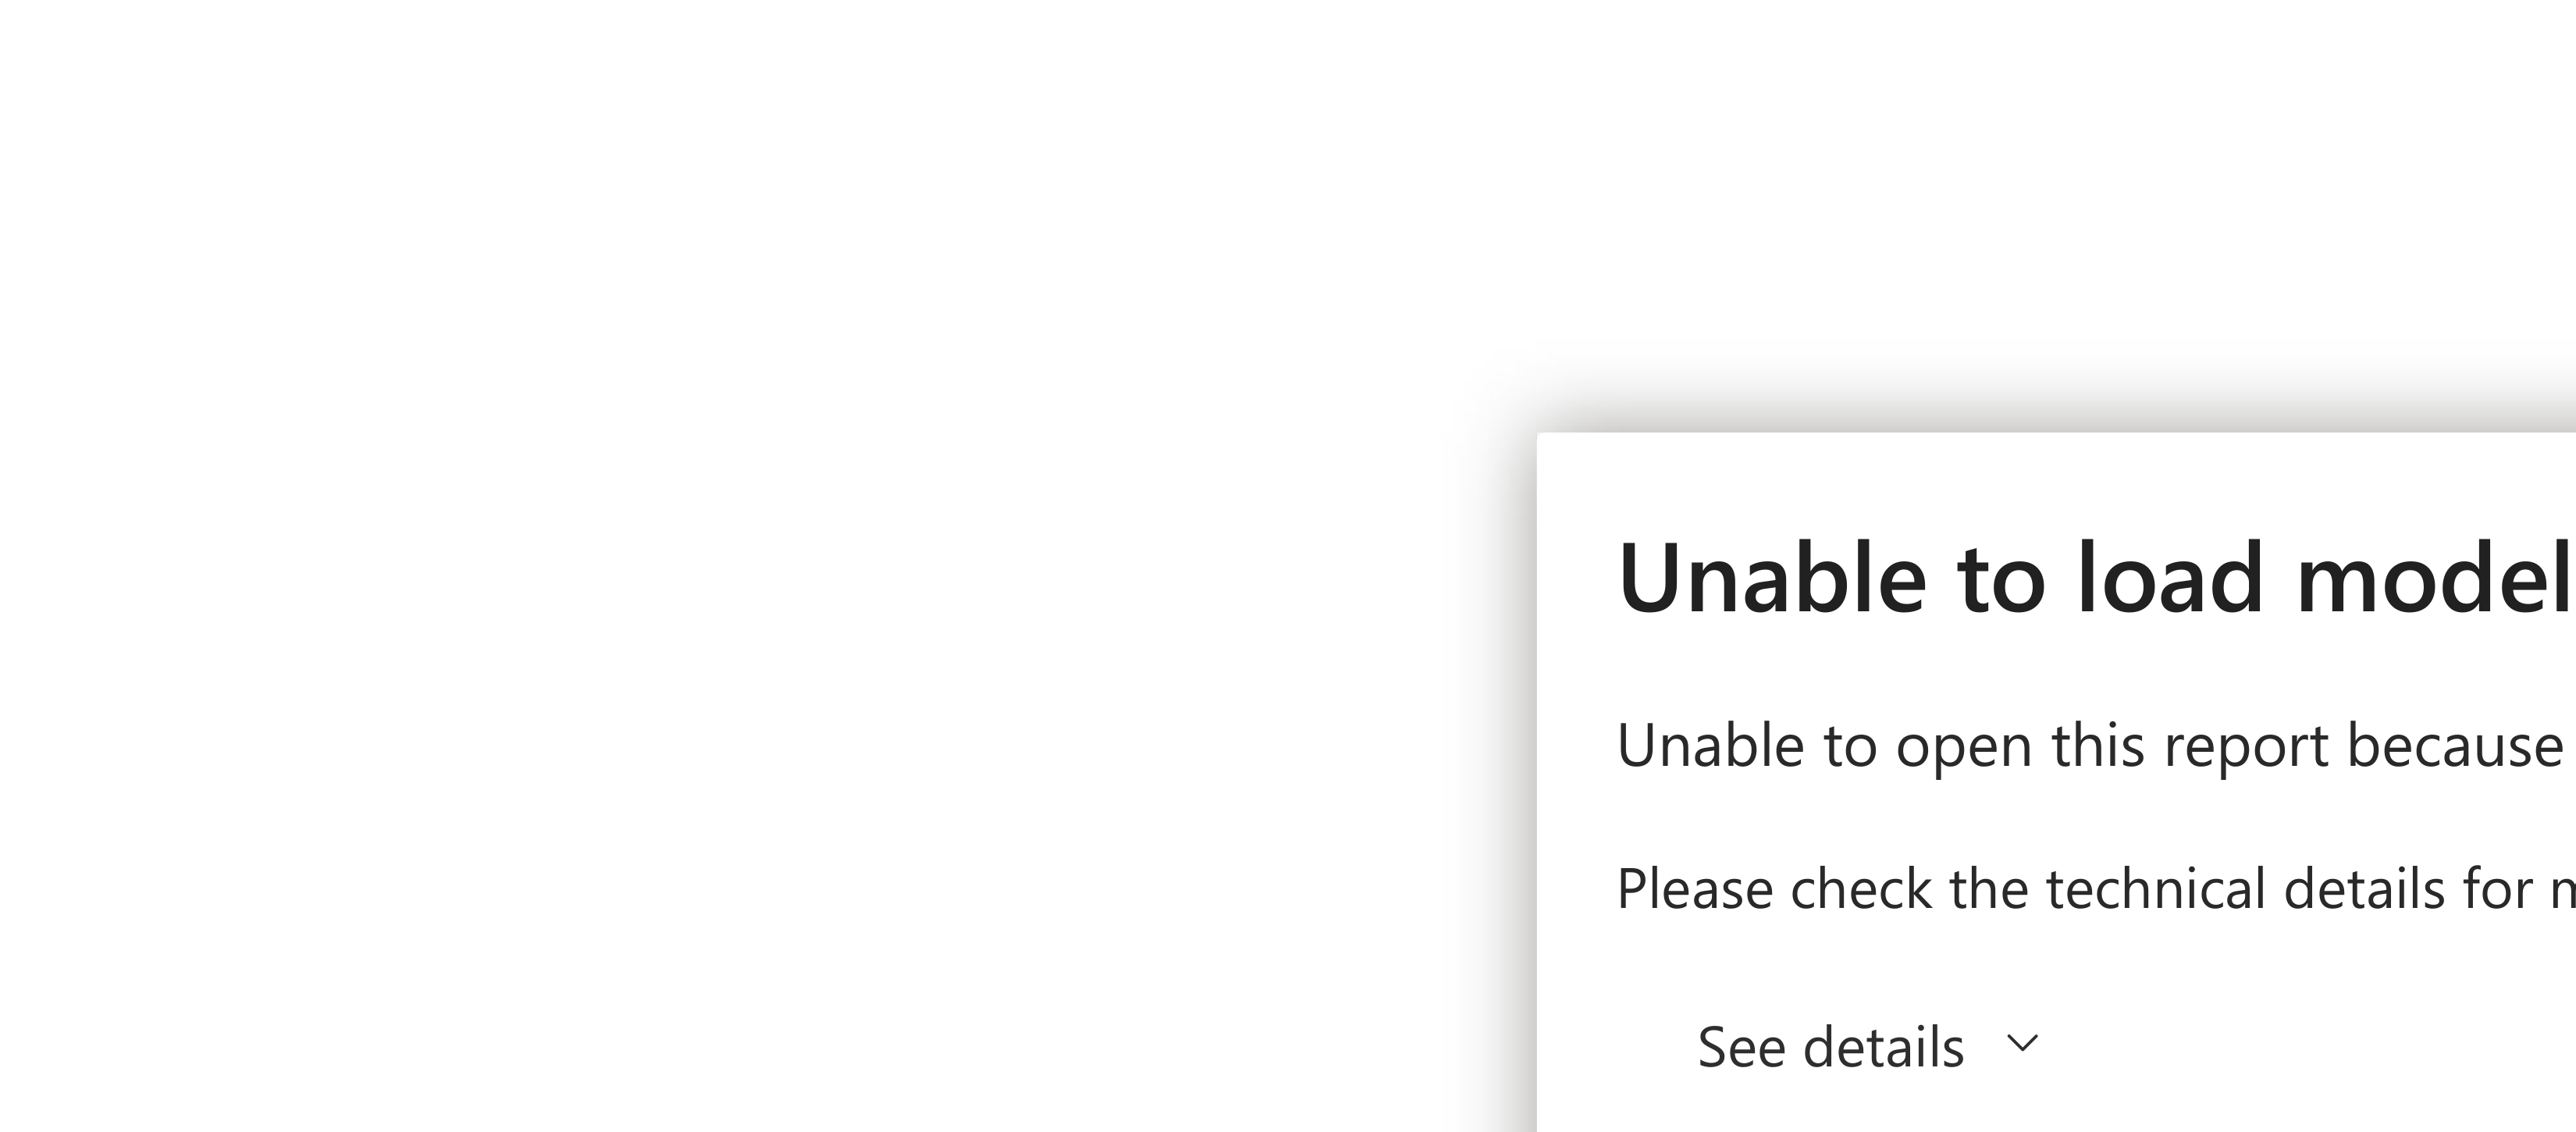 Unable to load model
Unable to open this report because
Please check the technical details for
See details